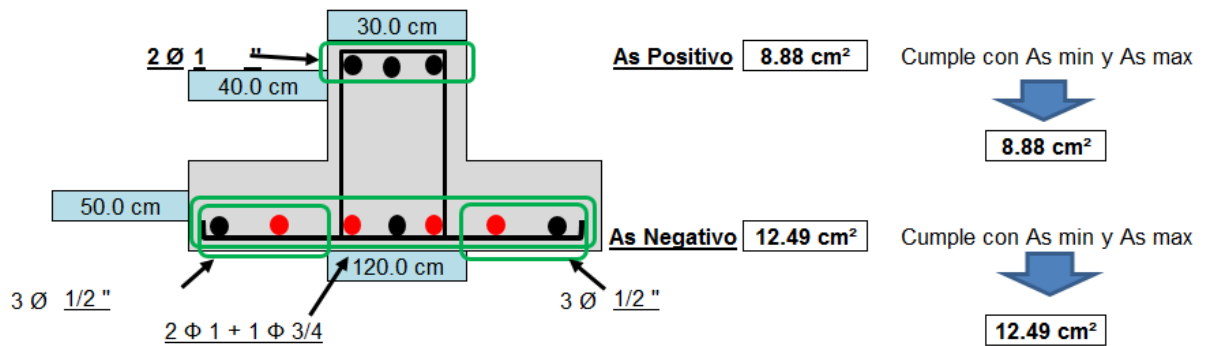 30.0 cm
2 Ø 1 "
As Positivo 8.88 cm²
Cumple con As min y As max
40.0 cm
8.88 cm²
50.0 cm
As Negativo 12.49 cm²
Cumple con As min y As max
120.0 cm
3 Ø 1/2 "
3 Ø 1/2 "
2 Φ 1 + 1 Φ 3/4
12.49 cm²